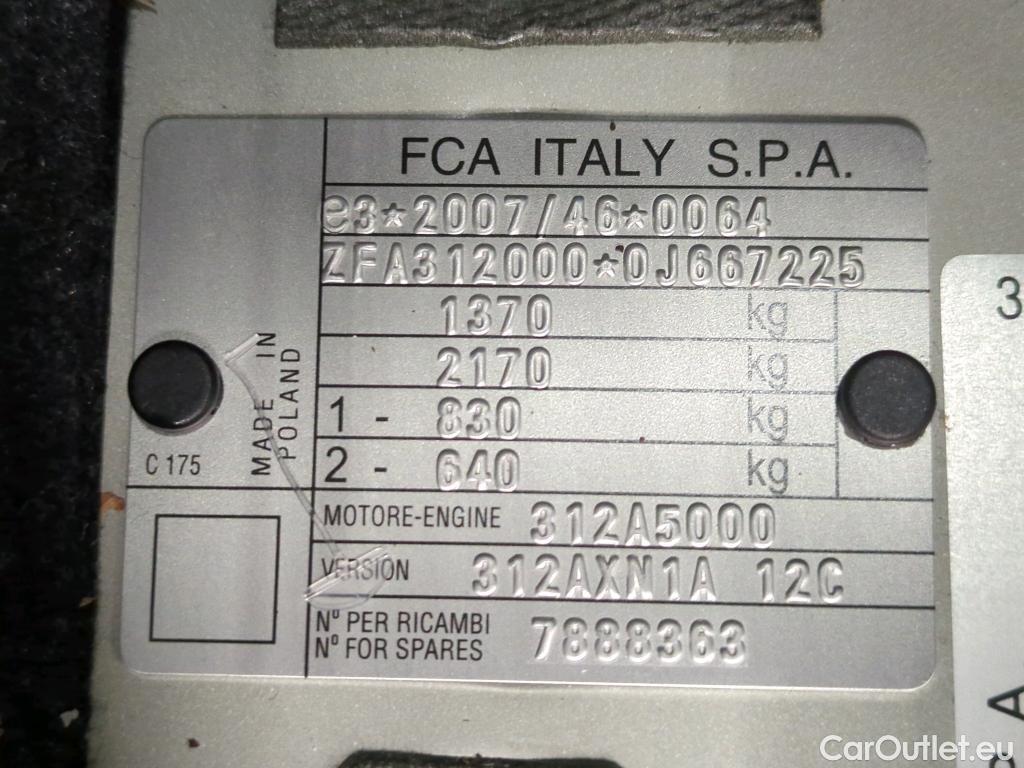 FCA ITALY S.P.A.
e3*2007/46*0064
ZFA312000*0J667225
1370 kg
2170 kg
1 - 830 kg
2 - 640 kg
MADE IN
POLAND
C 175
MOTORE-ENGINE 312A5000
VERSION 312AXN1A 12C
N° PER RICAMBI
N° FOR SPARES
7888363
3
A
CarOutlet.eu